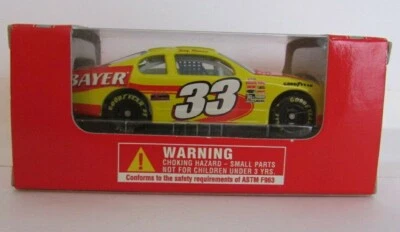 BAYER
33
GOODYEAR
WARNING
CHOKING HAZARD - SMALL PARTS
NOT FOR CHILDREN UNDER 3 YRS.
Conforms to the safety requirements of ASTM F963